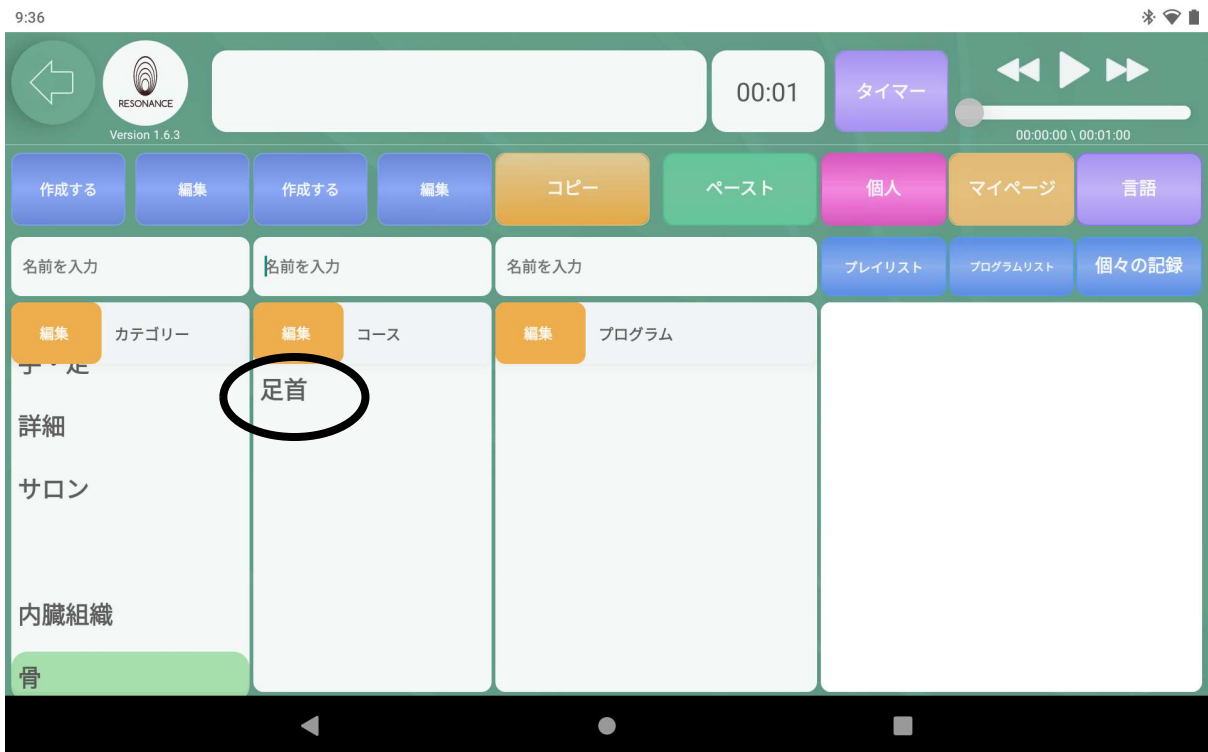 9:36
RESONANCE
Version 1.6.3
00:01
タイマー
00:00:00 \ 00:01:00
作成する
編集
作成する
編集
コピー
ペースト
個人
マイページ
言語
名前を入力
名前を入力
名前を入力
プレイリスト
プログラムリスト
個々の記録
編集
カテゴリー
編集
コース
編集
プログラム
足首
詳細
サロン
内臓組織
骨